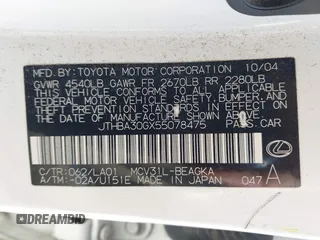 MFD. BY TOYOTA MOTOR CORPORATION 10/04
GVWR 4540LB GAWR FR 2670LB RR 2280LB
THIS VEHICLE CONFORMS TO ALL APPLICABLE
FEDERAL MOTOR VEHICLE SAFETY, BUMPER, AND
THEFT PREVENTION STANDARDS IN EFFECT ON
THE DATE OF MANUFACTURE SHOWN ABOVE.
JTHBA30GX55078475 PASS.CAR
C/TR: 062/LA01 MCV31L-BEAGKA
A/TM: -02A/U151E MADE IN JAPAN 047 A
DREAMBID